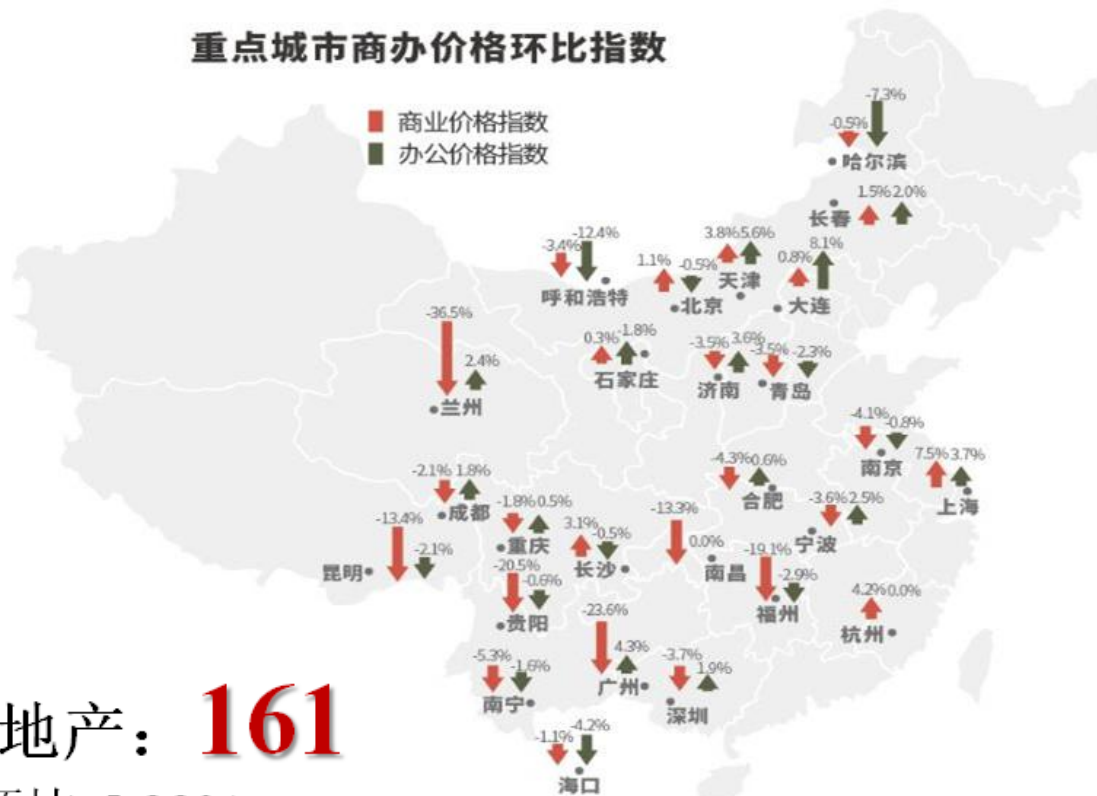 重点城市商办价格环比指数
商业价格指数
办公价格指数
-7.3%
-0.5%
哈尔滨
1.5% 2.0%
长春
-3.4% -12.4%
呼和浩特
1.1% -0.5%
北京
3.8% 5.6%
天津
0.8% 8.1%
大连
-36.5%
2.4%
兰州
0.3% -1.8%
石家庄
-3.5% 3.6%
济南
-3.5% -2.3%
青岛
-4.1% -0.8%
南京
7.5% 3.7%
上海
-4.3% 0.6%
合肥
-2.1% 1.8%
成都
-1.8% 0.5%
重庆
3.1% -0.5%
长沙
-13.3%
0.0%
南昌
-3.6% 2.5%
宁波
-13.4%
-2.1%
昆明
-20.5%
-0.6%
贵阳
-19.1%
-2.9%
福州
4.2% 0.0%
杭州
-23.6%
4.3%
广州
-3.7%
1.9%
深圳
-5.3%
-1.6%
南宁
-1.1% -4.2%
海口
地产：161